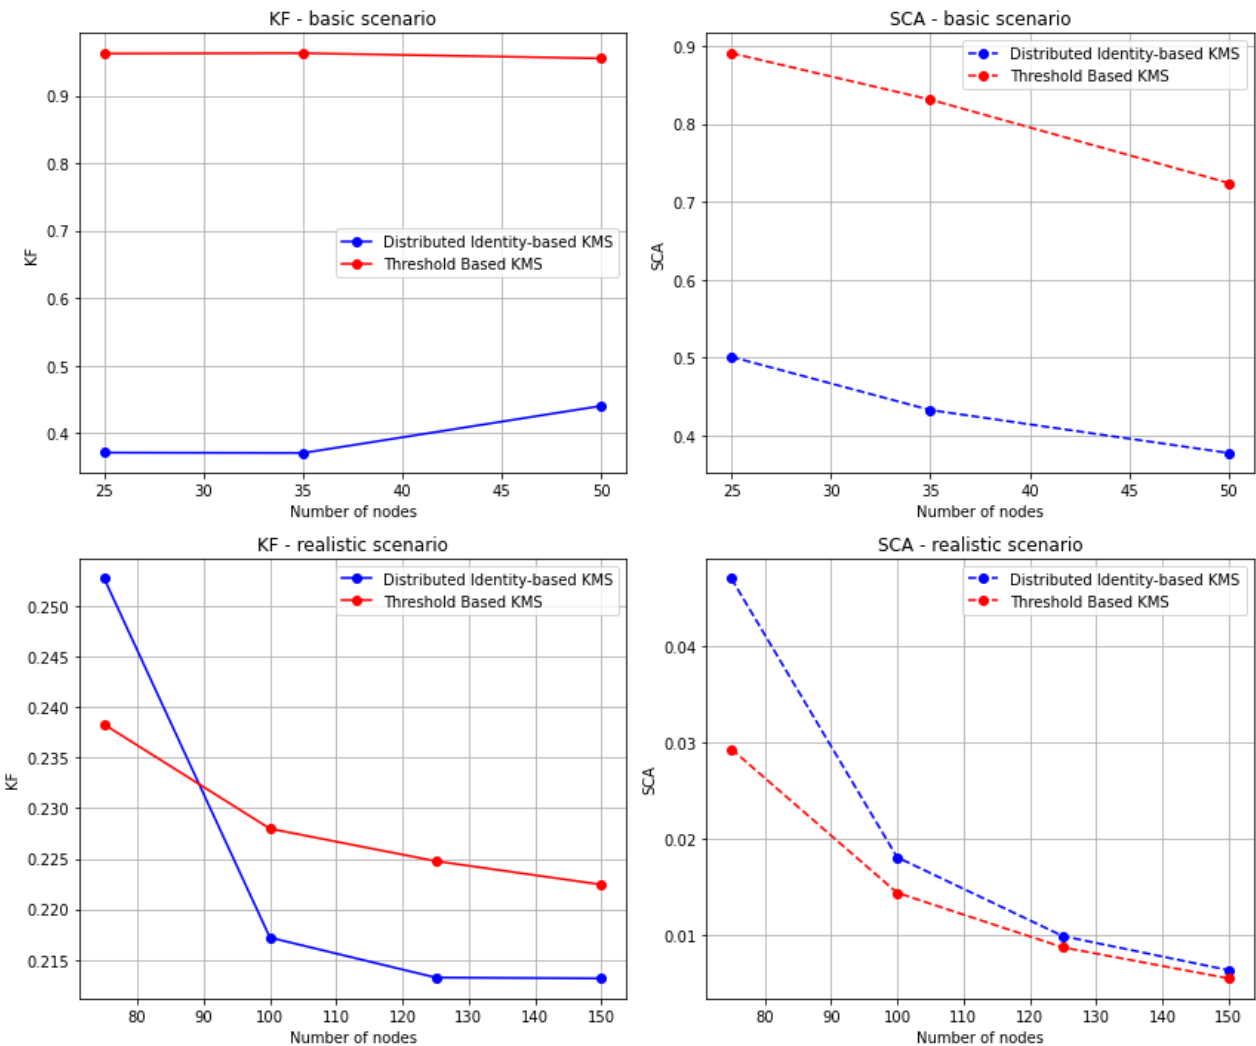 KF - basic scenario
KF
0.9
0.8
0.7
0.6
0.5
0.4
Distributed Identity-based KMS
Threshold Based KMS
25 30 35 40 45 50
Number of nodes
SCA - basic scenario
SCA
0.9
0.8
0.7
0.6
0.5
0.4
Distributed Identity-based KMS
Threshold Based KMS
25 30 35 40 45 50
Number of nodes
KF - realistic scenario
KF
0.250
0.245
0.240
0.235
0.230
0.225
0.220
0.215
Distributed Identity-based KMS
Threshold Based KMS
80 90 100 110 120 130 140 150
Number of nodes
SCA - realistic scenario
SCA
0.04
0.03
0.02
0.01
Distributed Identity-based KMS
Threshold Based KMS
80 90 100 110 120 130 140 150
Number of nodes